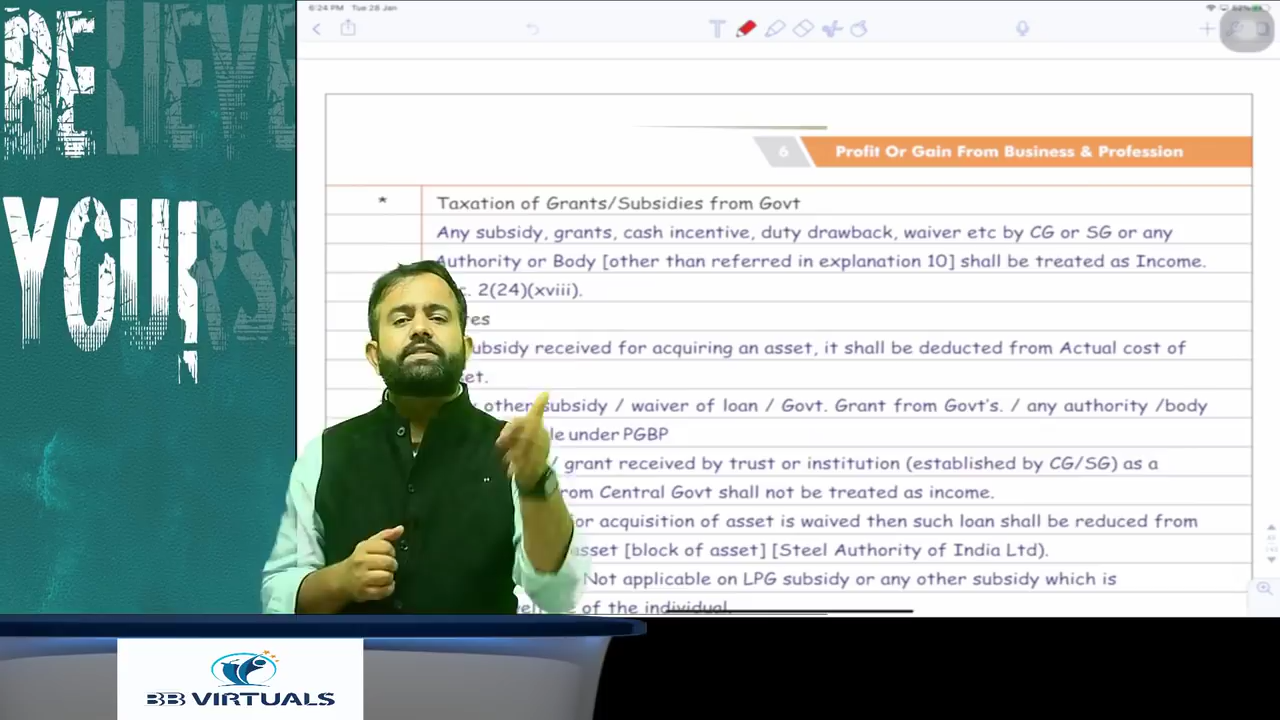 BELIEVE
YOURS
6:24 PM Tue 28 Jan
6 Profit Or Gain From Business & Profession
* Taxation of Grants/Subsidies from Govt
Any subsidy, grants, cash incentive, duty drawback, waiver etc by CG or SG or any
Authority or Body [other than referred in explanation 10] shall be treated as Income.
2(24)(xviii).
subsidy received for acquiring an asset, it shall be deducted from Actual cost of
other subsidy / waiver of loan / Govt. Grant from Govt's. / any authority /body
under PGBP
/ grant received by trust or institution (established by CG/SG) as a
from Central Govt shall not be treated as income.
for acquisition of asset is waived then such loan shall be reduced from
asset [block of asset] [Steel Authority of India Ltd).
Not applicable on LPG subsidy or any other subsidy which is
of the individual.
BB VIRTUALS